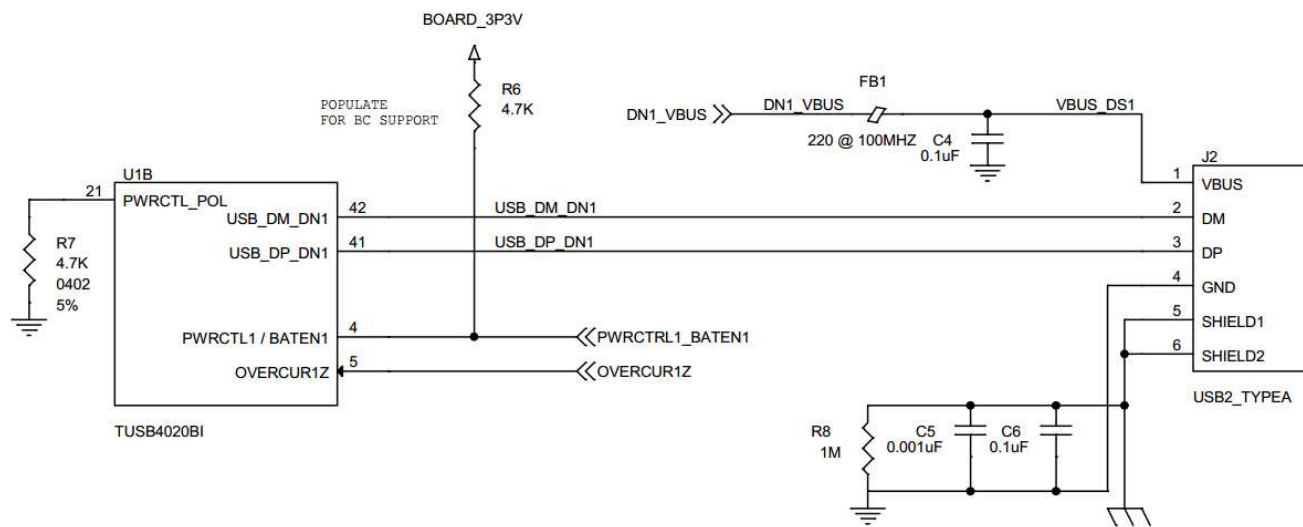 BOARD_3P3V
R6
4.7K
POPULATE
FOR BC SUPPORT
FB1
DN1_VBUS
DN1_VBUS
VBUS_DS1
220 @ 100MHZ
C4
0.1uF
J2
U1B
21
PWRCTL_POL
1
VBUS
USB_DM_DN1
42
USB_DM_DN1
2
DM
USB_DP_DN1
41
USB_DP_DN1
3
DP
R7
4.7K
0402
5%
4
GND
5
SHIELD1
6
SHIELD2
PWRCTL1 / BATEN1
4
PWRCTRL1_BATEN1
OVERCUR1Z
5
OVERCUR1Z
USB2_TYPEA
TUSB4020BI
R8
1M
C5
0.001uF
C6
0.1uF